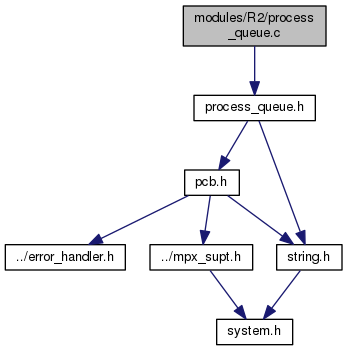 modules/R2/process
_queue.c
process_queue.h
pcb.h
../error_handler.h
../mpx_supt.h
string.h
system.h